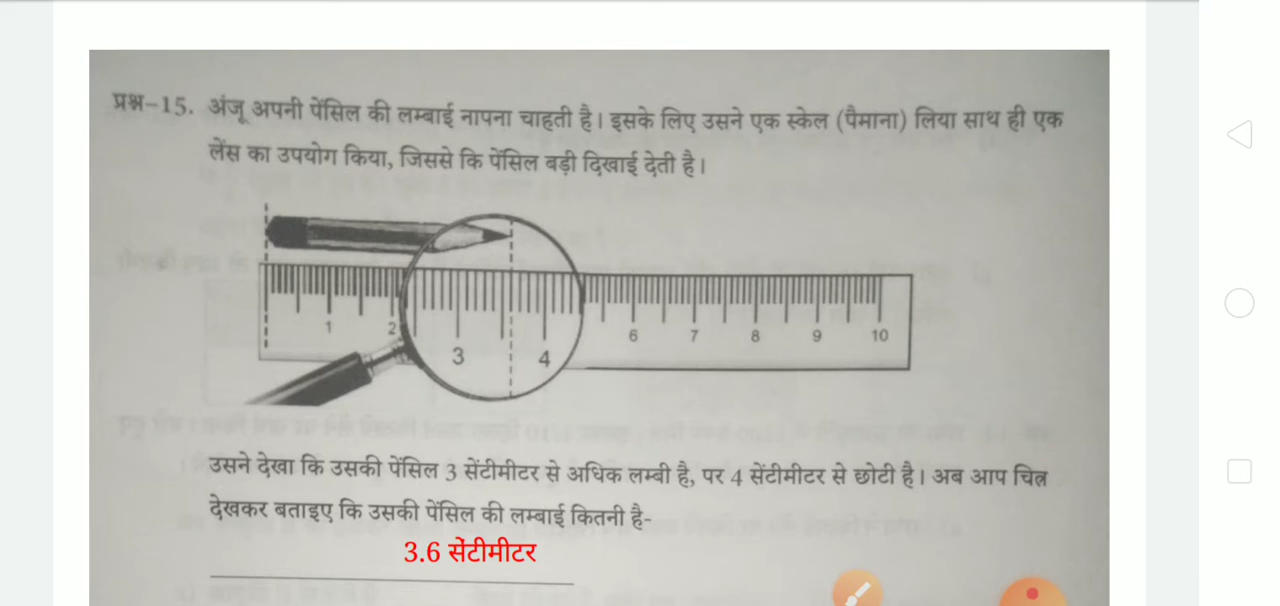 प्रश्न-15. अंजू अपनी पेंसिल की लम्बाई नापना चाहती है। इसके लिए उसने एक स्केल (पैमाना) लिया साथ ही एक
लेंस का उपयोग किया, जिससे कि पेंसिल बड़ी दिखाई देती है।
1 2 3 4 6 7 8 9 10
उसने देखा कि उसकी पेंसिल 3 सेंटीमीटर से अधिक लम्बी है, पर 4 सेंटीमीटर से छोटी है। अब आप चित्र
देखकर बताइए कि उसकी पेंसिल की लम्बाई कितनी है-
3.6 सेंटीमीटर